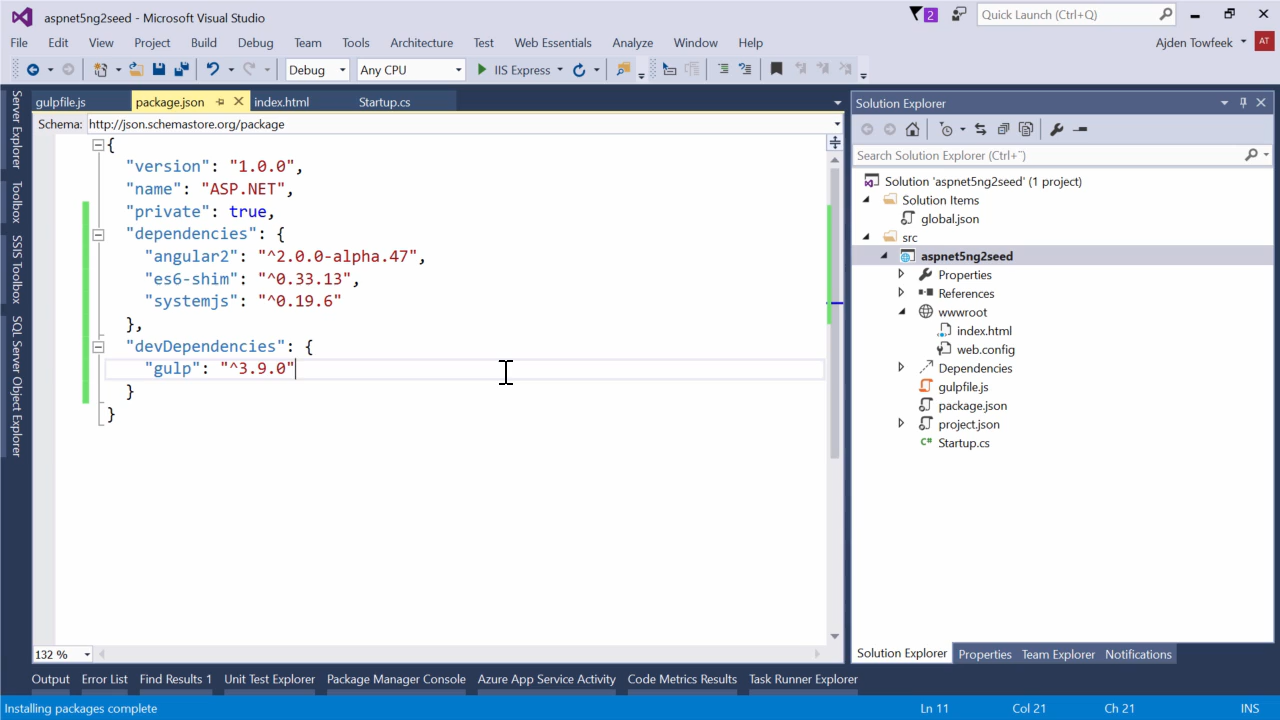 aspnet5ng2seed - Microsoft Visual Studio
2
Quick Launch (Ctrl+Q)
File Edit View Project Build Debug Team Tools Architecture Test Web Essentials Analyze Window Help
Ajden Towfeek
AT
Debug Any CPU IIS Express
Server Explorer
Toolbox
SSIS Toolbox
SQL Server Object Explorer
gulpfile.js package.json index.html Startup.cs
Schema: http://json.schemastore.org/package
{
"version": "1.0.0",
"name": "ASP.NET",
"private": true,
"dependencies": {
"angular2": "^2.0.0-alpha.47",
"es6-shim": "^0.33.13",
"systemjs": "^0.19.6"
},
"devDependencies": {
"gulp": "^3.9.0"
}
}
132 %
Solution Explorer
Search Solution Explorer (Ctrl+¨)
Solution 'aspnet5ng2seed' (1 project)
Solution Items
global.json
src
aspnet5ng2seed
Properties
References
wwwroot
index.html
web.config
Dependencies
gulpfile.js
package.json
project.json
C# Startup.cs
Solution Explorer Properties Team Explorer Notifications
Output Error List Find Results 1 Unit Test Explorer Package Manager Console Azure App Service Activity Code Metrics Results Task Runner Explorer
Installing packages complete Ln 11 Col 21 Ch 21 INS